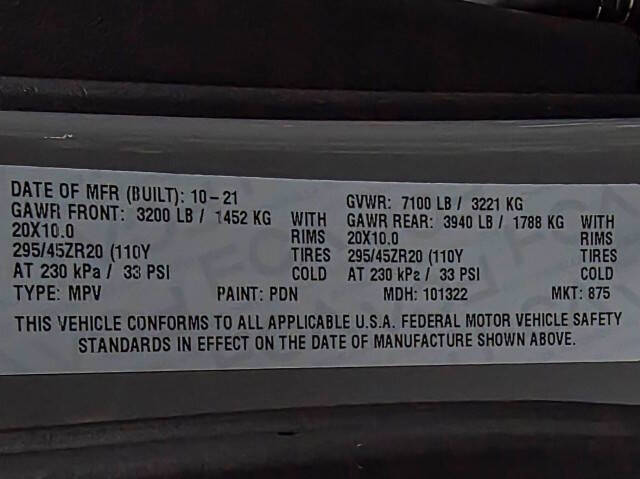 DATE OF MFR (BUILT): 10-21 GVWR: 7100 LB / 3221 KG
GAWR FRONT: 3200 LB / 1452 KG WITH GAWR REAR: 3940 LB / 1788 KG WITH
20X10.0 RIMS 20X10.0 RIMS
295/45ZR20 (110Y TIRES 295/45ZR20 (110Y TIRES
AT 230 kPa / 33 PSI COLD AT 230 kPa / 33 PSI COLD
TYPE: MPV PAINT: PDN MDH: 101322 MKT: 875
THIS VEHICLE CONFORMS TO ALL APPLICABLE U.S.A. FEDERAL MOTOR VEHICLE SAFETY
STANDARDS IN EFFECT ON THE DATE OF MANUFACTURE SHOWN ABOVE.